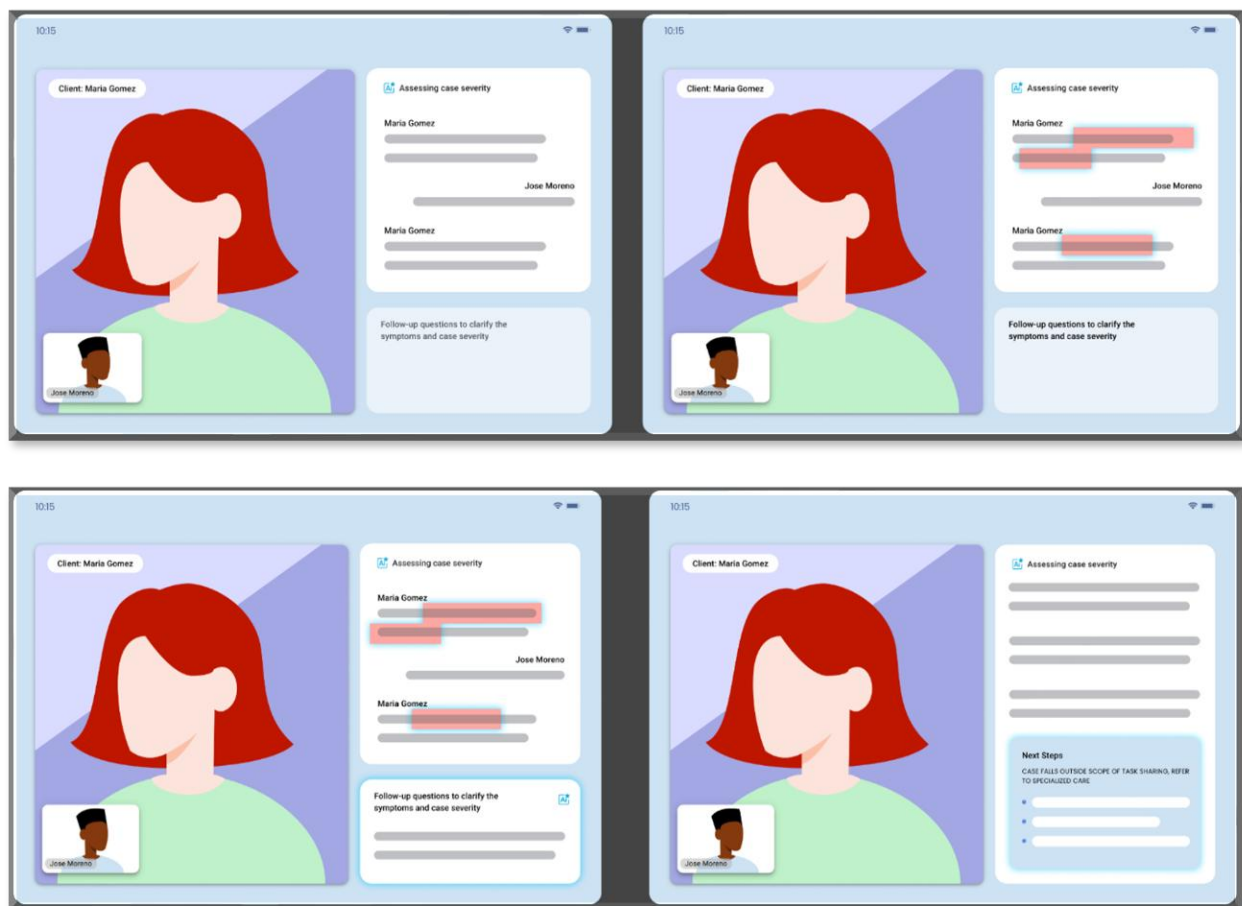 10:15
Client: Maria Gomez
Jose Moreno
Assessing case severity
Maria Gomez
Jose Moreno
Maria Gomez
Follow-up questions to clarify the
symptoms and case severity
10:15
Client: Maria Gomez
Jose Moreno
Assessing case severity
Maria Gomez
Jose Moreno
Maria Gomez
Follow-up questions to clarify the
symptoms and case severity
10:15
Client: Maria Gomez
Jose Moreno
Assessing case severity
Maria Gomez
Jose Moreno
Maria Gomez
Follow-up questions to clarify the
symptoms and case severity
10:15
Client: Maria Gomez
Jose Moreno
Assessing case severity
Next Steps
CASE FALLS OUTSIDE SCOPE OF TASK SHARING, REFER
TO SPECIALIZED CARE